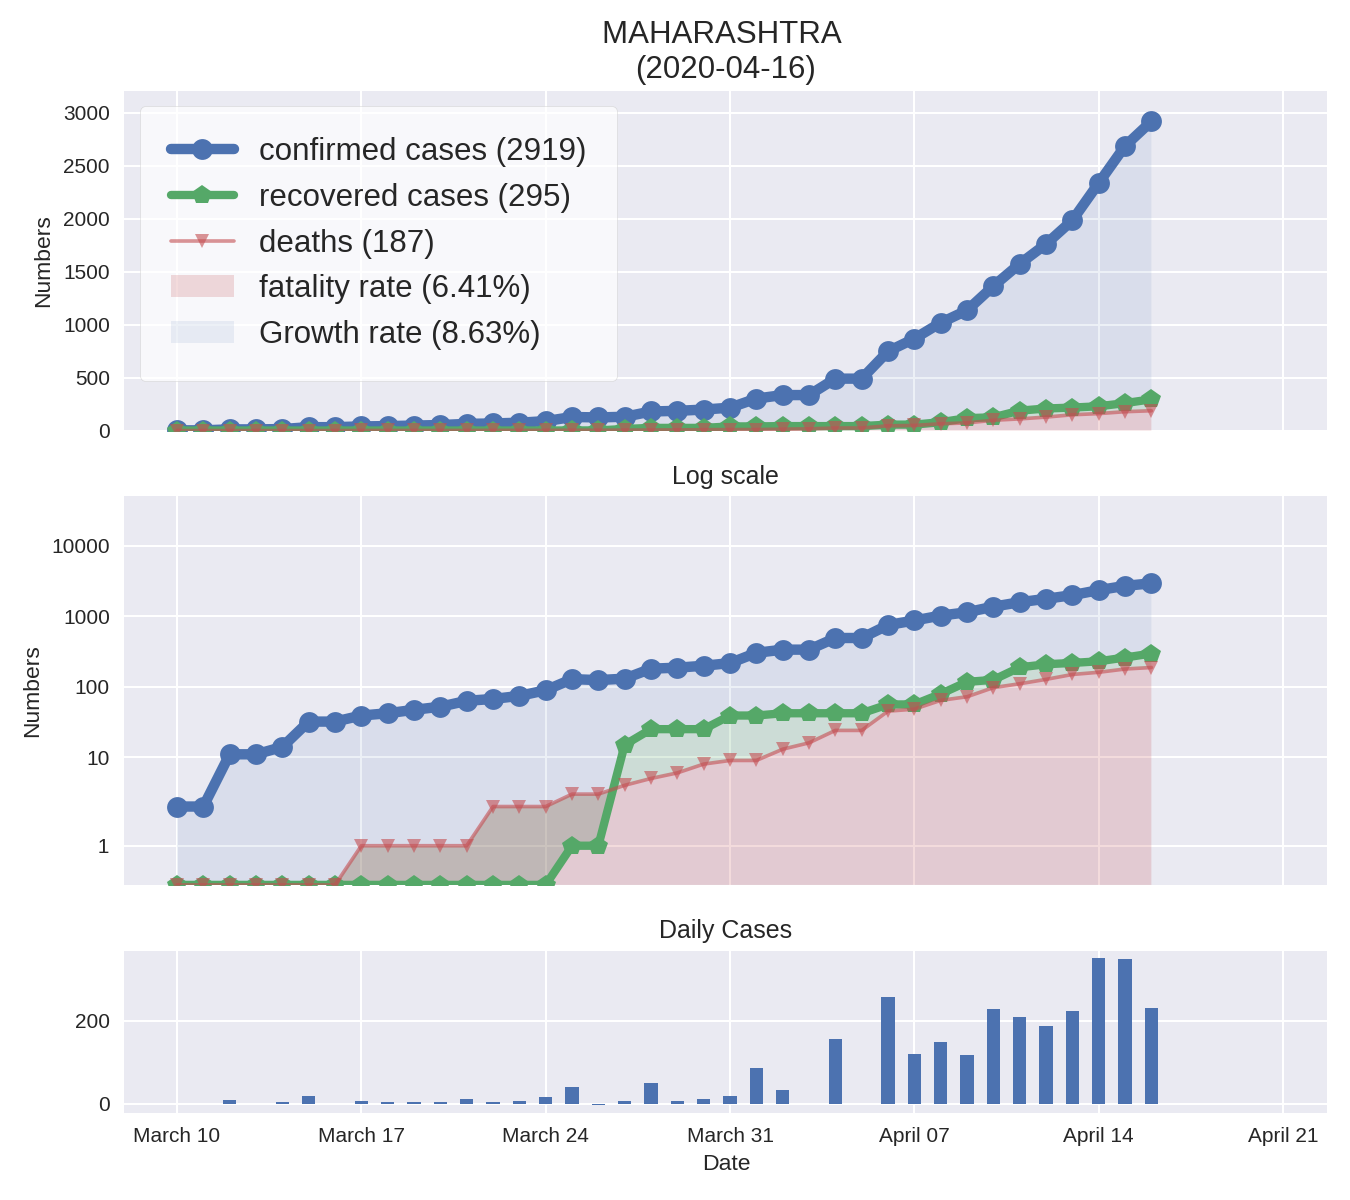 MAHARASHTRA
(2020-04-16)
3000
2500
2000
1500
1000
500
0
Numbers
confirmed cases (2919)
recovered cases (295)
deaths (187)
fatality rate (6.41%)
Growth rate (8.63%)
Log scale
10000
1000
100
10
1
Numbers
Daily Cases
200
0
March 10 March 17 March 24 March 31 April 07 April 14 April 21
Date